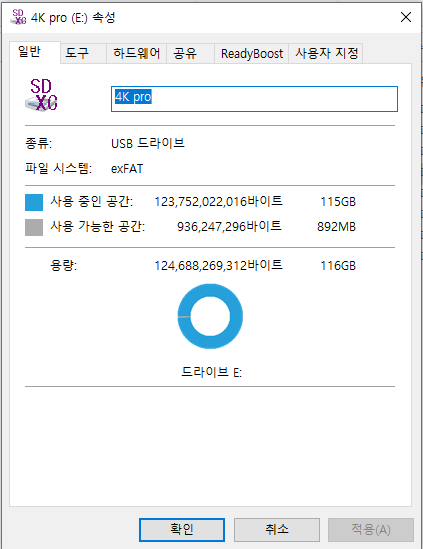 4K pro (E:) 속성
일반 도구 하드웨어 공유 ReadyBoost 사용자 지정
SD
XC
4K pro
종류: USB 드라이브
파일 시스템: exFAT
사용 중인 공간: 123,752,022,016바이트 115GB
사용 가능한 공간: 936,247,296바이트 892MB
용량: 124,688,269,312바이트 116GB
드라이브 E:
확인 취소 적용(A)